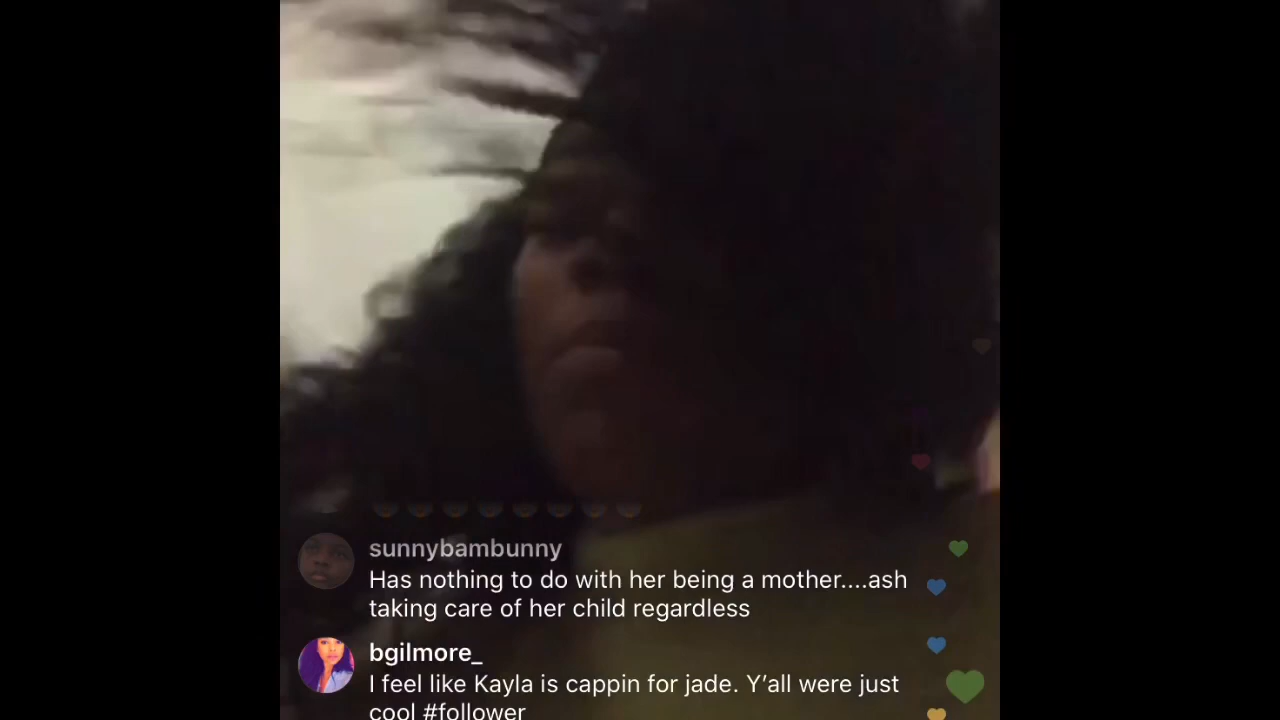 sunnybambunny
Has nothing to do with her being a mother....ash
taking care of her child regardless
bgilmore_
I feel like Kayla is cappin for jade. Y’all were just
cool #follower